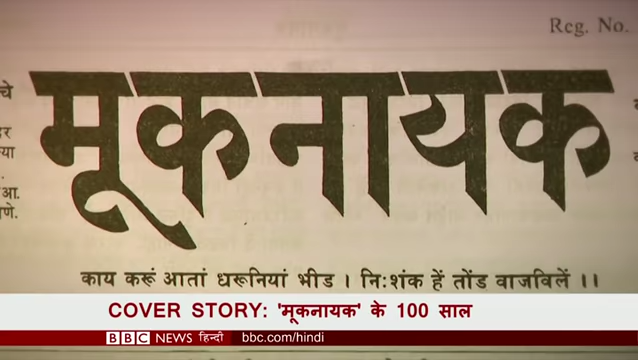 Reg. No.
चे
मूकनायक
काय करूं आतां धरूनियां भीड । नि:शंक हें तोंड वाजविलें ।।
COVER STORY: 'मूकनायक' के 100 साल
BBC NEWS हिन्दी bbc.com/hindi